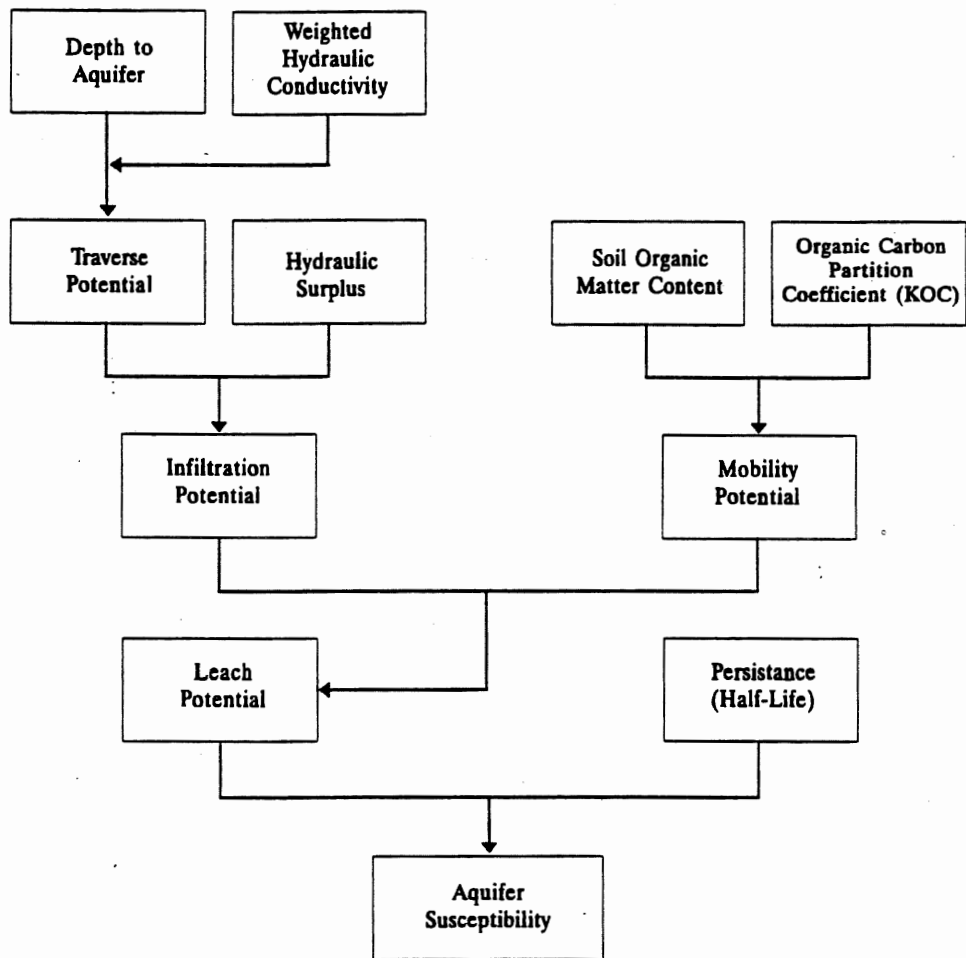 Depth to
Aquifer
Weighted
Hydraulic
Conductivity
Traverse
Potential
Hydraulic
Surplus
Soil Organic
Matter Content
Organic Carbon
Partition
Coefficient (KOC)
Infiltration
Potential
Mobility
Potential
Leach
Potential
Persistance
(Half-Life)
Aquifer
Susceptibility